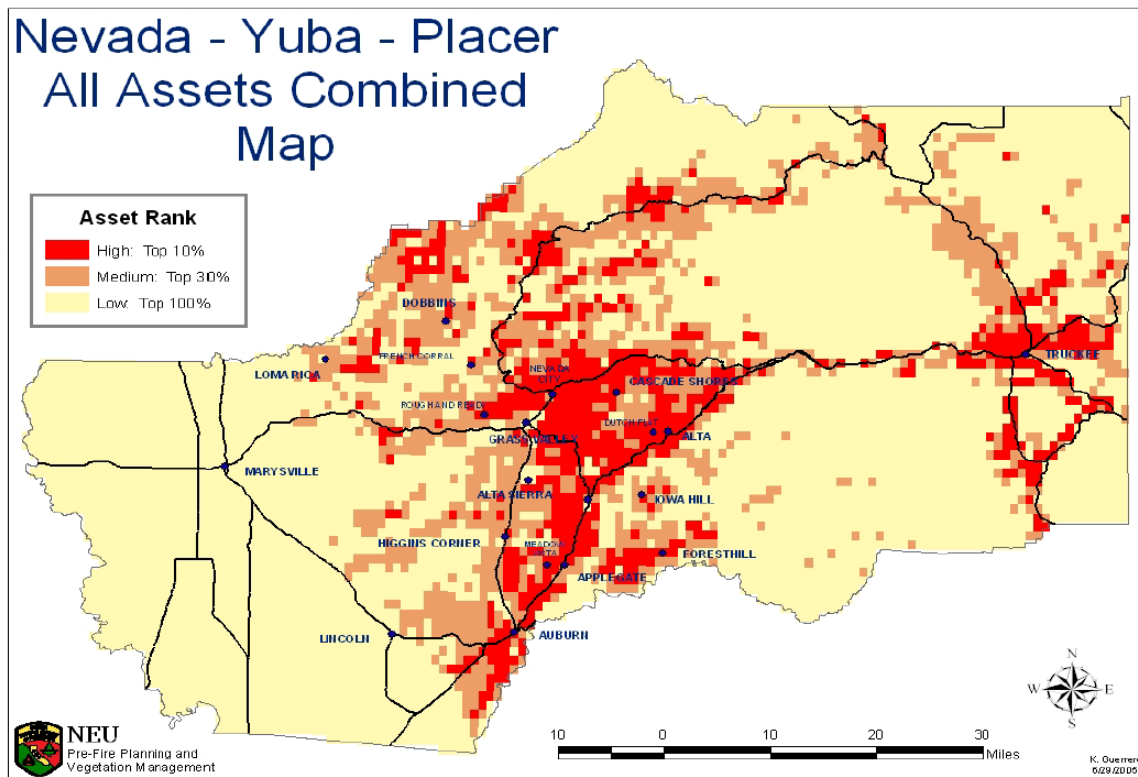 Nevada - Yuba - Placer
All Assets Combined
Map
Asset Rank
High: Top 10%
Medium: Top 30%
Low: Top 100%
DOBBINS
FRENCH CORRAL
LOMA RICA
NEVADA
CITY
CASCADE SHORES
TRUCKEE
ROUGH AND READY
DUTCH FLAT
GRASS VALLEY
ALTA
MARYSVILLE
ALTA SIERRA
IOWA HILL
HIGGINS CORNER
MEADOW
VISTA
FORESTHILL
APPLEGATE
LINCOLN
AUBURN
N
W
E
S
NEU
Pre-Fire Planning and
Vegetation Management
10 0 10 20 30
Miles
6/29/2005